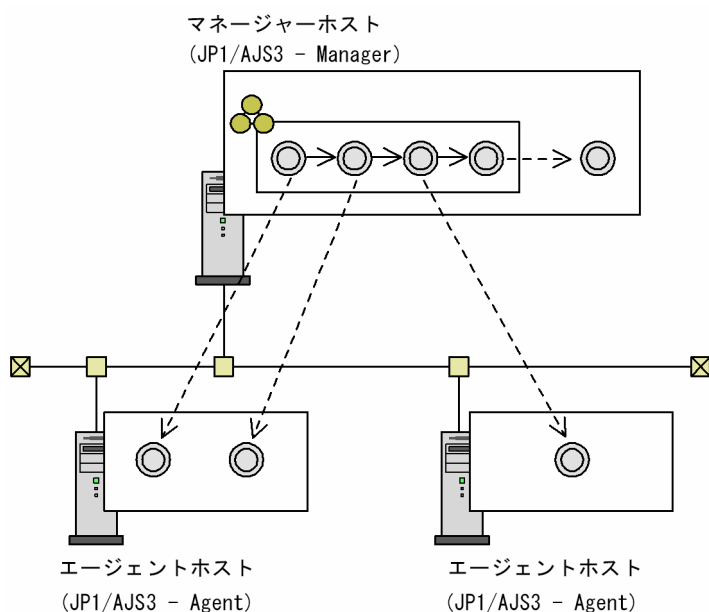 マネージャーホスト
(JP1/AJS3 - Manager)
エージェントホスト
(JP1/AJS3 - Agent)
エージェントホスト
(JP1/AJS3 - Agent)